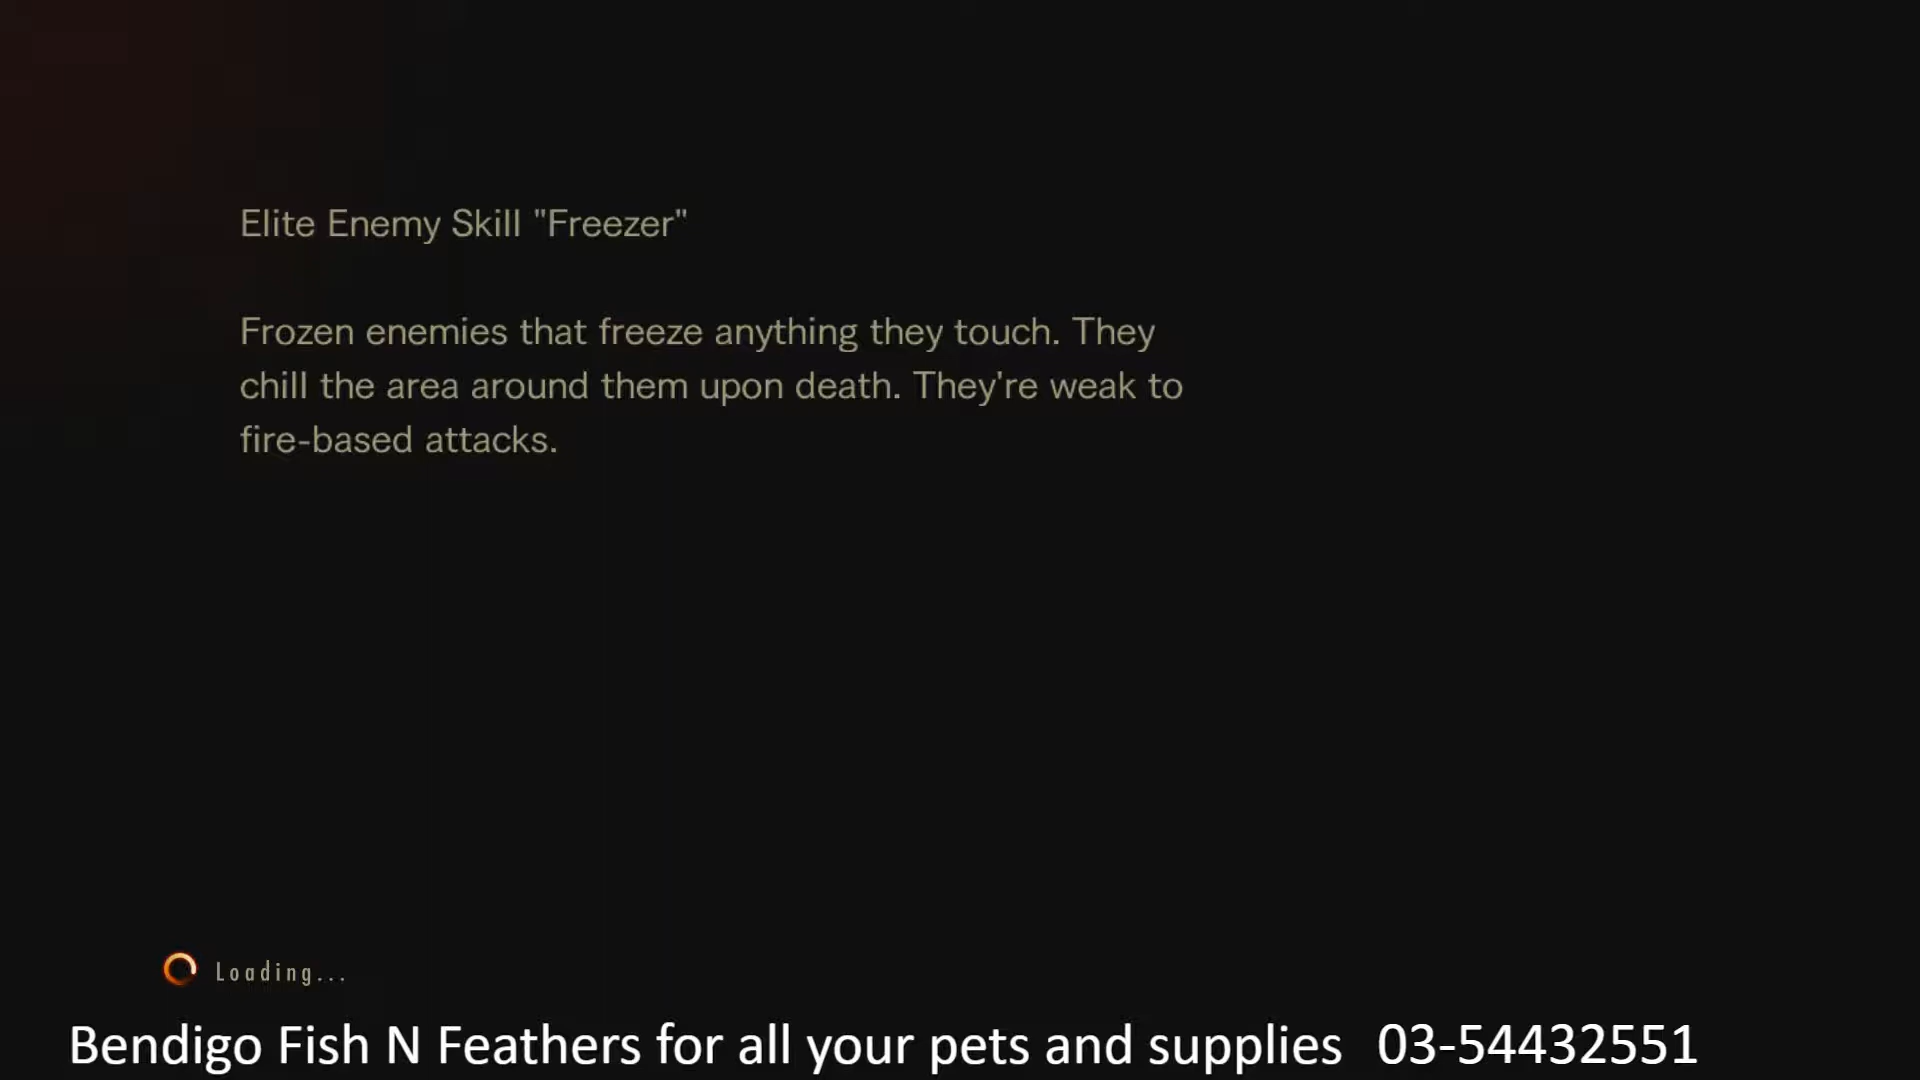 Elite Enemy Skill "Freezer"
Frozen enemies that freeze anything they touch. They
chill the area around them upon death. They're weak to
fire-based attacks.
Loading...
Bendigo Fish N Feathers for all your pets and supplies 03-54432551